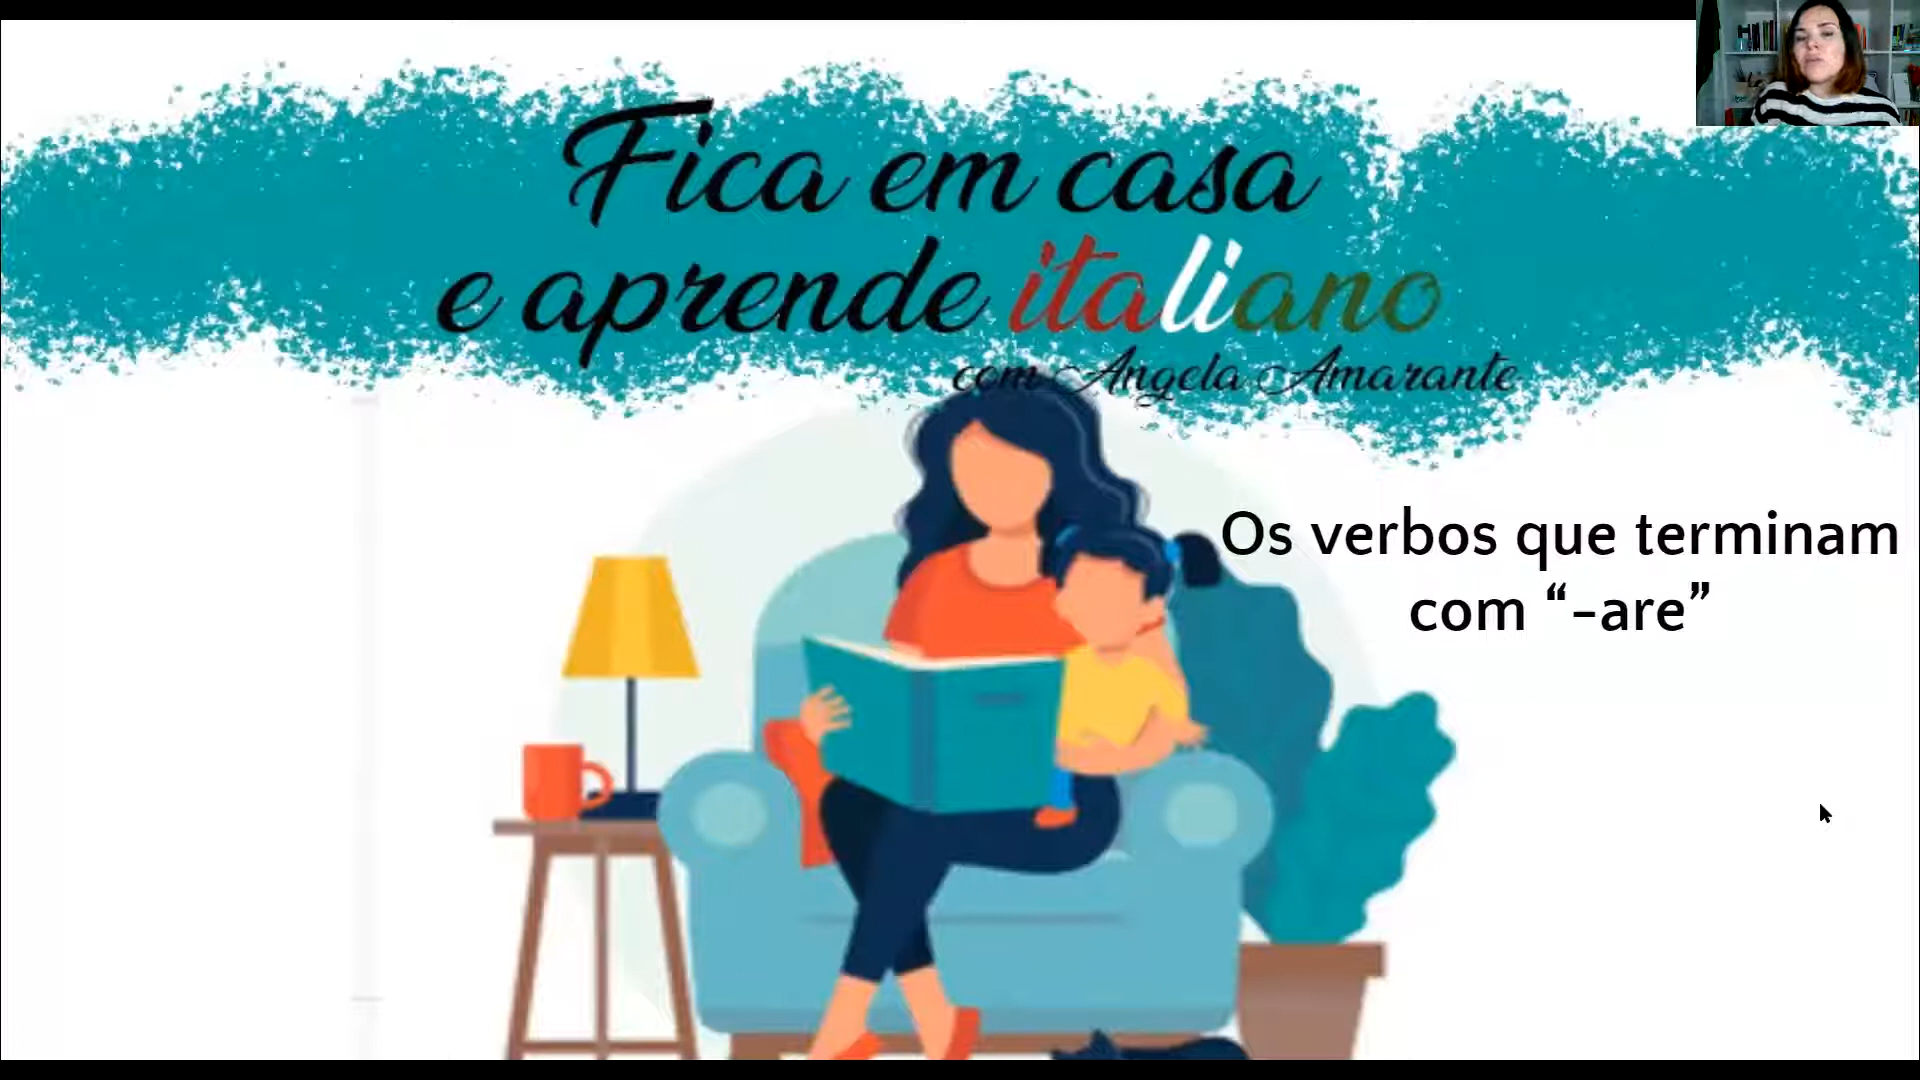 Fica em casa
e aprende italiano
com Angela Amarante
Os verbos que terminam
com “-are”